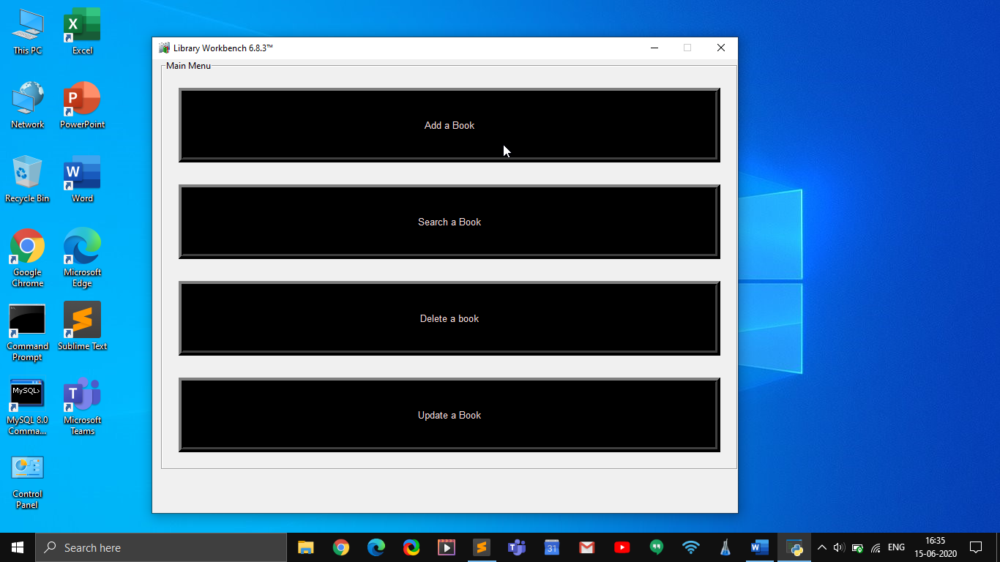 This PC
Excel
Network
PowerPoint
Recycle Bin
Word
Google
Chrome
Microsoft
Edge
Command
Prompt
Sublime Text
MySQL>
MySQL 8.0
Comma...
Microsoft
Teams
Control
Panel
Library Workbench 6.8.3™
Main Menu
Add a Book
Search a Book
Delete a book
Update a Book
Search here
31
ENG
16:35
15-06-2020